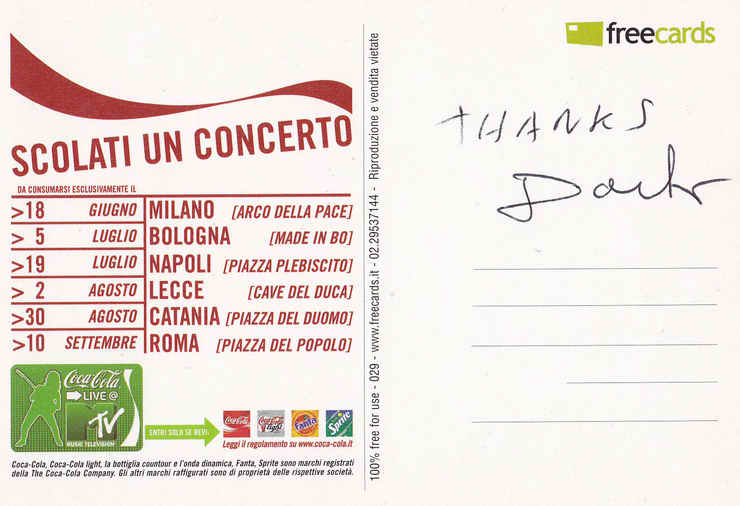 SCOLATI UN CONCERTO
DA CONSUMARSI ESCLUSIVAMENTE IL
>18 GIUGNO MILANO [ARCO DELLA PACE]
> 5 LUGLIO BOLOGNA [MADE IN BO]
>19 LUGLIO NAPOLI [PIAZZA PLEBISCITO]
> 2 AGOSTO LECCE [CAVE DEL DUCA]
>30 AGOSTO CATANIA [PIAZZA DEL DUOMO]
>10 SETTEMBRE ROMA [PIAZZA DEL POPOLO]
Coca-Cola
LIVE @
MTV
MUSIC TELEVISION
ENTRI SOLO SE BEVI:
Coca-Cola
Coca-Cola light
Fanta
Sprite
Leggi il regolamento su www.coca-cola.it
Coca-Cola, Coca-Cola light, la bottiglia countour e l'onda dinamica, Fanta, Sprite sono marchi registrati
della The Coca-Cola Company. Gli altri marchi raffigurati sono di proprietà delle rispettive società.
100% free for use - 029 - www.freecards.it - 02.29537144 - Riproduzione e vendita vietate
freecards
THANKS